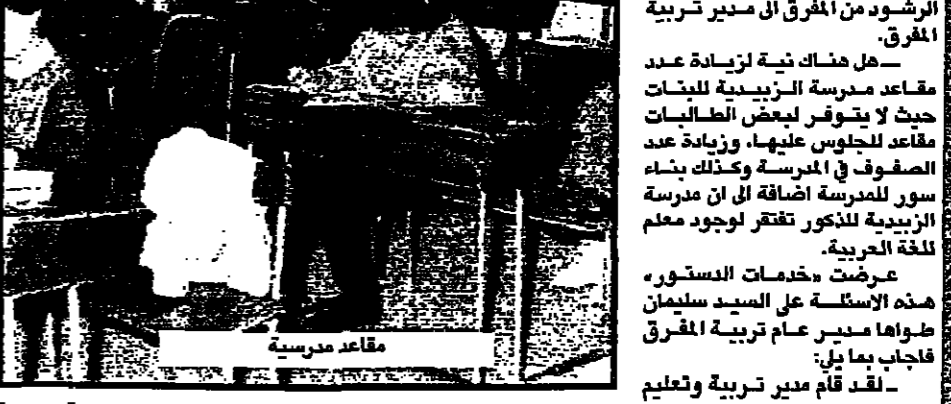 الرشود من المفرق الى مدير تربية
المفرق.
ــ هل هناك نية لزيادة عدد
مقاعد مدرسة الزبيدية للبنات
حيث لا يتوفر لبعض الطالبات
مقاعد للجلوس عليها، وزيادة عدد
الصفوف في المدرسة وكذلك بناء
سور للمدرسة اضافة الى ان مدرسة
الزبيدية للذكور تفتقر لوجود معلم
للغة العربية.
عرضت «خدمات الدستور»
هذه الاسئلة على السيد سليمان
طواها مدير عام تربية المفرق
فاجاب بما يلي:
ـ لقد قام مدير تربية وتعليم
مقاعد مدرسية